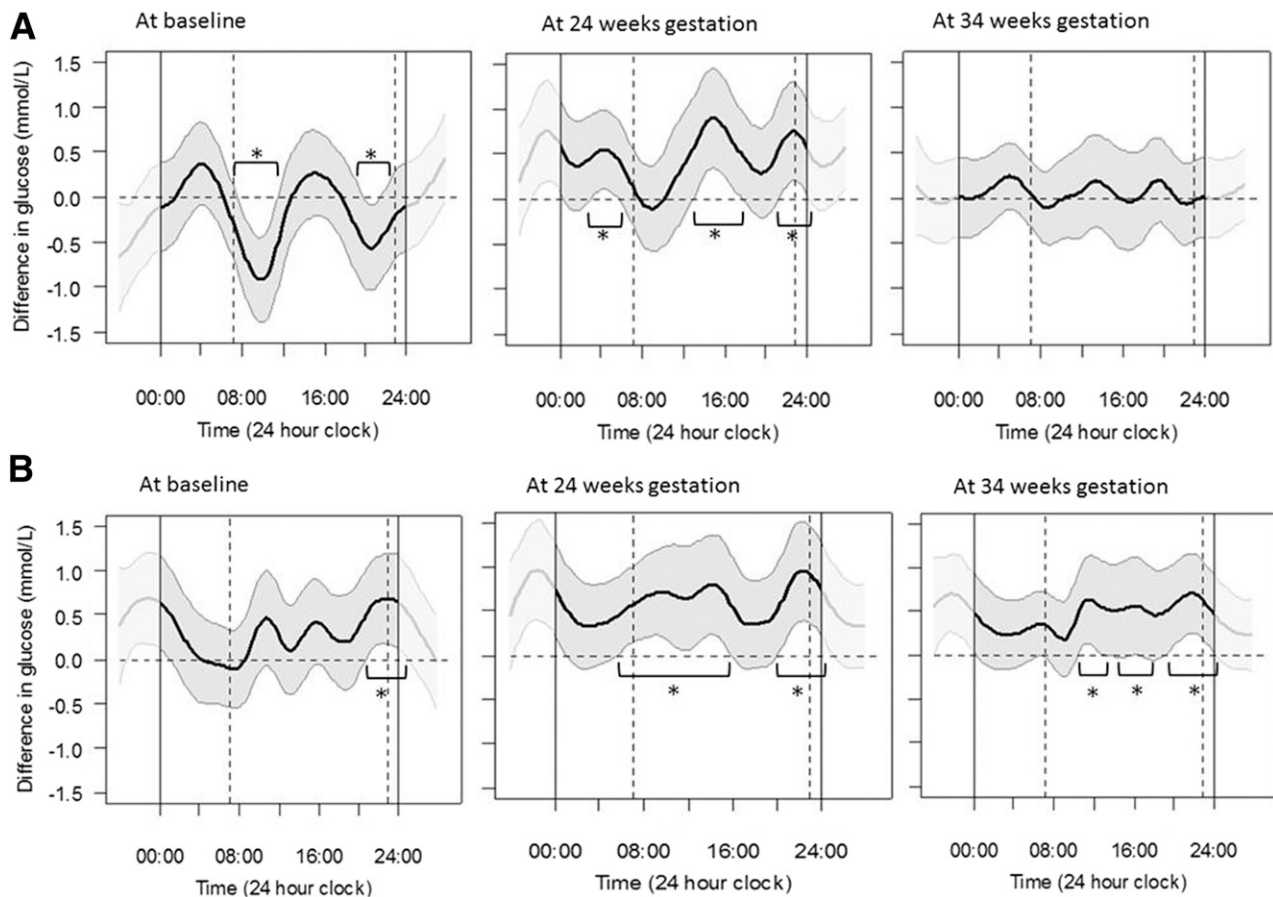 A
At baseline
At 24 weeks gestation
At 34 weeks gestation
Difference in glucose (mmol/L)
1.5
1.0
0.5
0.0
-0.5
-1.0
-1.5
* *
* * *
00:00 08:00 16:00 24:00
Time (24 hour clock)
00:00 08:00 16:00 24:00
Time (24 hour clock)
00:00 08:00 16:00 24:00
Time (24 hour clock)
B
At baseline
At 24 weeks gestation
At 34 weeks gestation
Difference in glucose (mmol/L)
1.5
1.0
0.5
0.0
-0.5
-1.0
-1.5
*
* *
* * *
00:00 08:00 16:00 24:00
Time (24 hour clock)
00:00 08:00 16:00 24:00
Time (24 hour clock)
00:00 08:00 16:00 24:00
Time (24 hour clock)